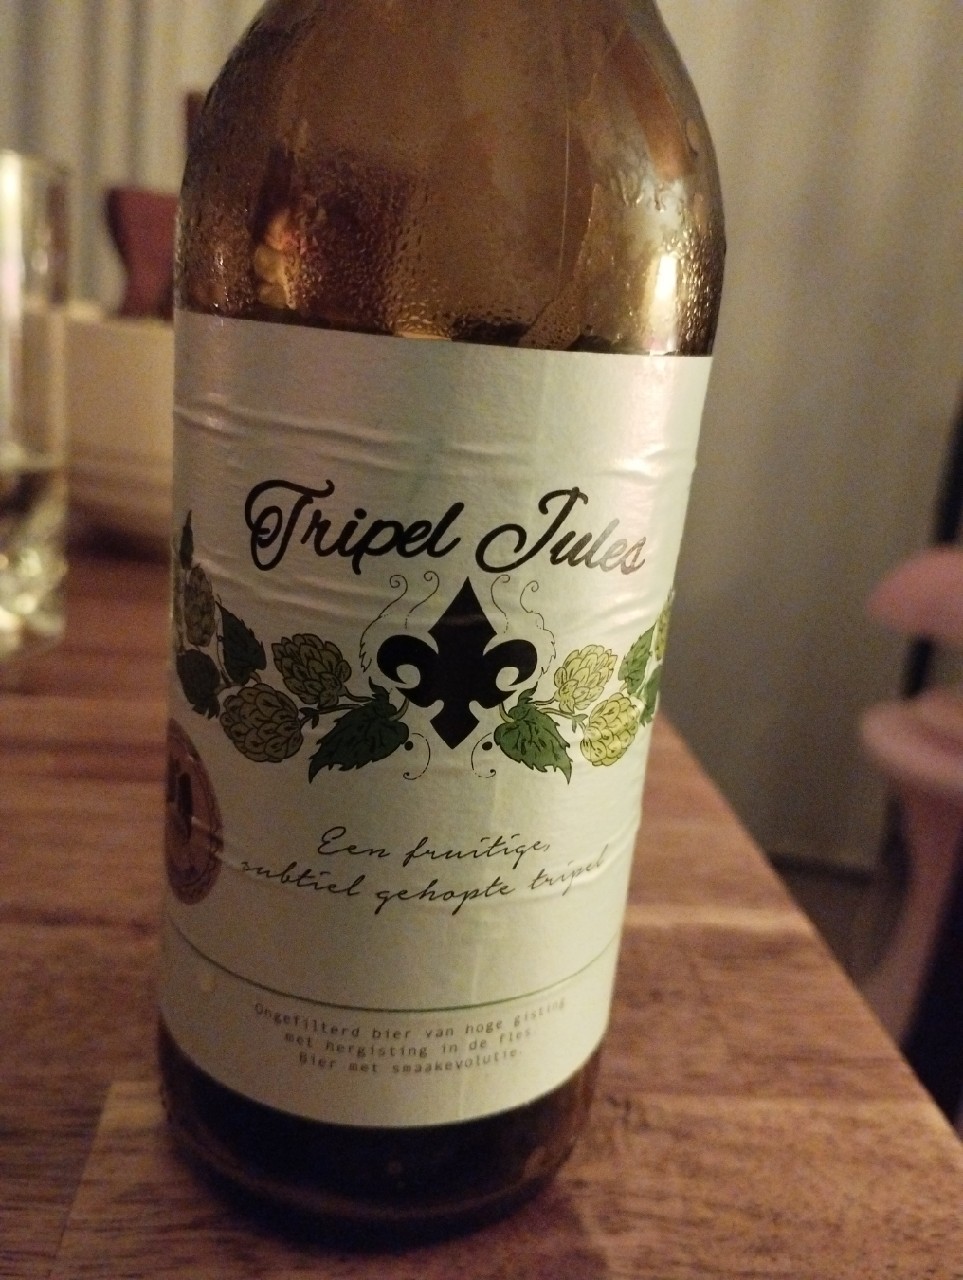 Tripel Jules
Een fruitige,
subtiel gehopte tripel
Ongefilterd bier van hoge gisting
met hergisting in de fles.
Bier met smaakevolutie.